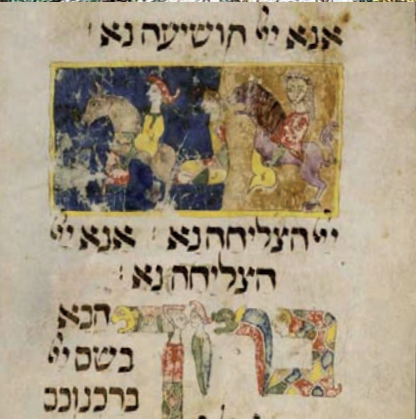 אנא יי הושיעה נא :
יי הצליחה נא : אנא יי
הצליחה נא :
ברוך הבא
בשם יי
ברכנוכם